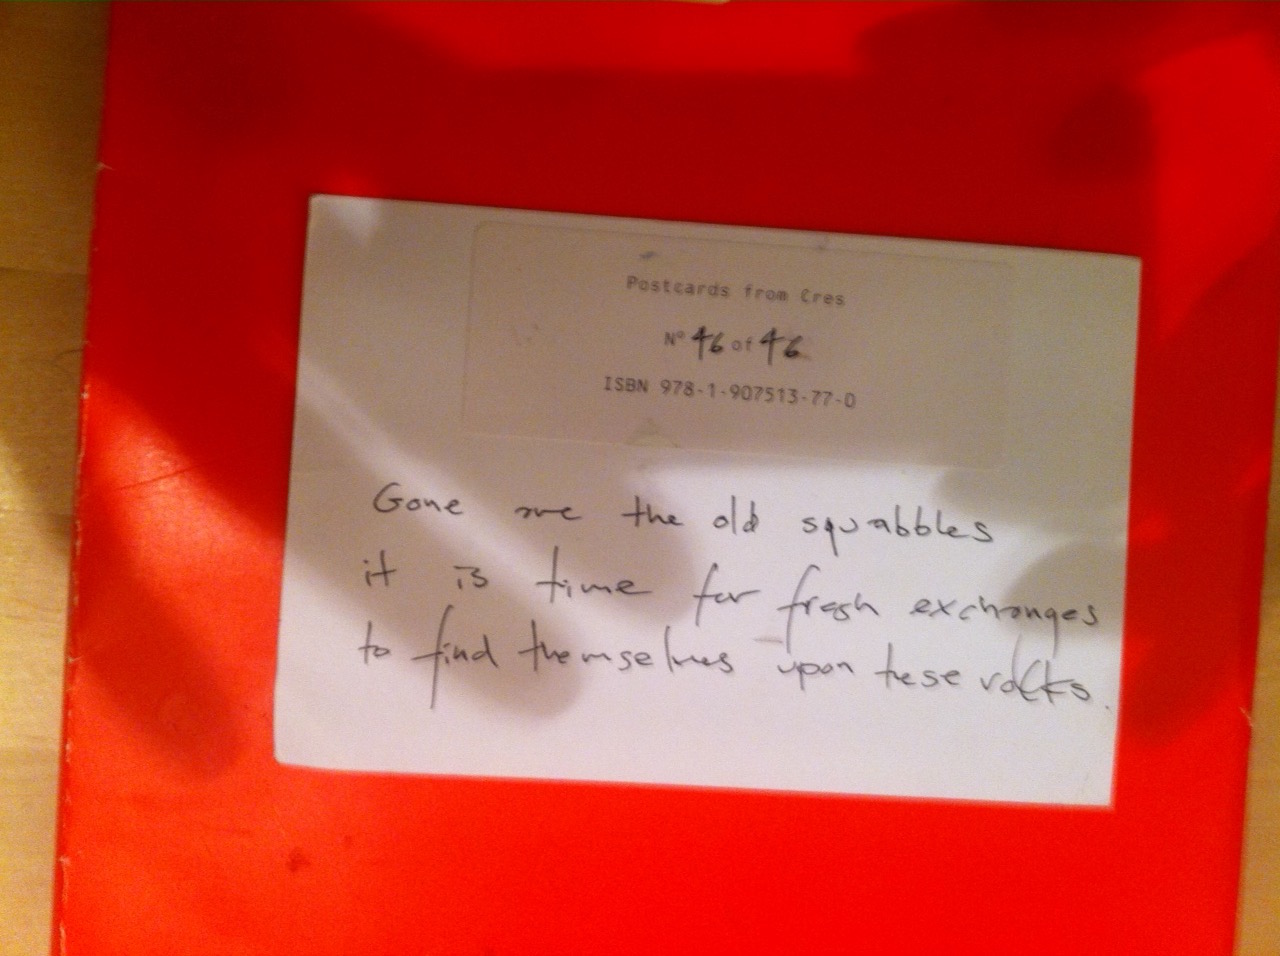 Postcards from Cres
Nº 46 of 46
ISBN 978-1-907513-77-0
Gone are the old squabbles
it is time for fresh exchanges
to find themselves upon these rocks.